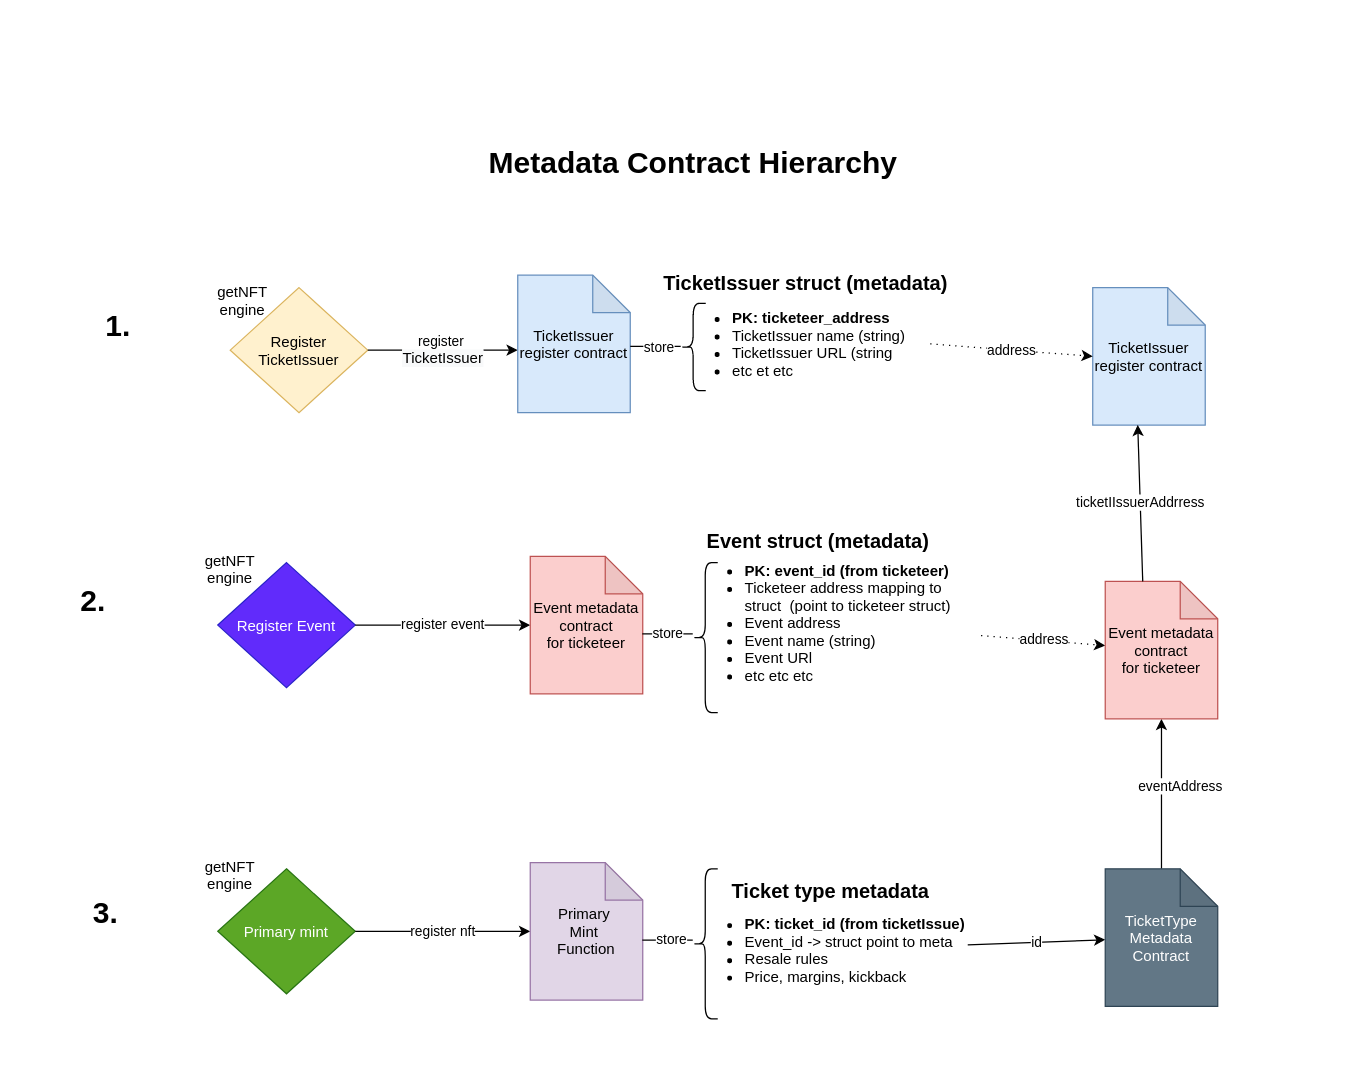 Metadata Contract Hierarchy
1.
getNFT
engine
Register
TicketIssuer
register
TicketIssuer
TicketIssuer
register contract
store
TicketIssuer struct (metadata)
PK: ticketeer_address
TicketIssuer name (string)
TicketIssuer URL (string
etc et etc
address
TicketIssuer
register contract
ticketIIssuerAddrress
2.
getNFT
engine
Register Event
register event
Event metadata
contract
for ticketeer
store
Event struct (metadata)
PK: event_id (from ticketeer)
Ticketeer address mapping to
struct  (point to ticketeer struct)
Event address
Event name (string)
Event URl
etc etc etc
address
Event metadata
contract
for ticketeer
eventAddress
3.
getNFT
engine
Primary mint
register nft
Primary
Mint
Function
store
Ticket type metadata
PK: ticket_id (from ticketIssue)
Event_id -> struct point to meta
Resale rules
Price, margins, kickback
id
TicketType
Metadata
Contract